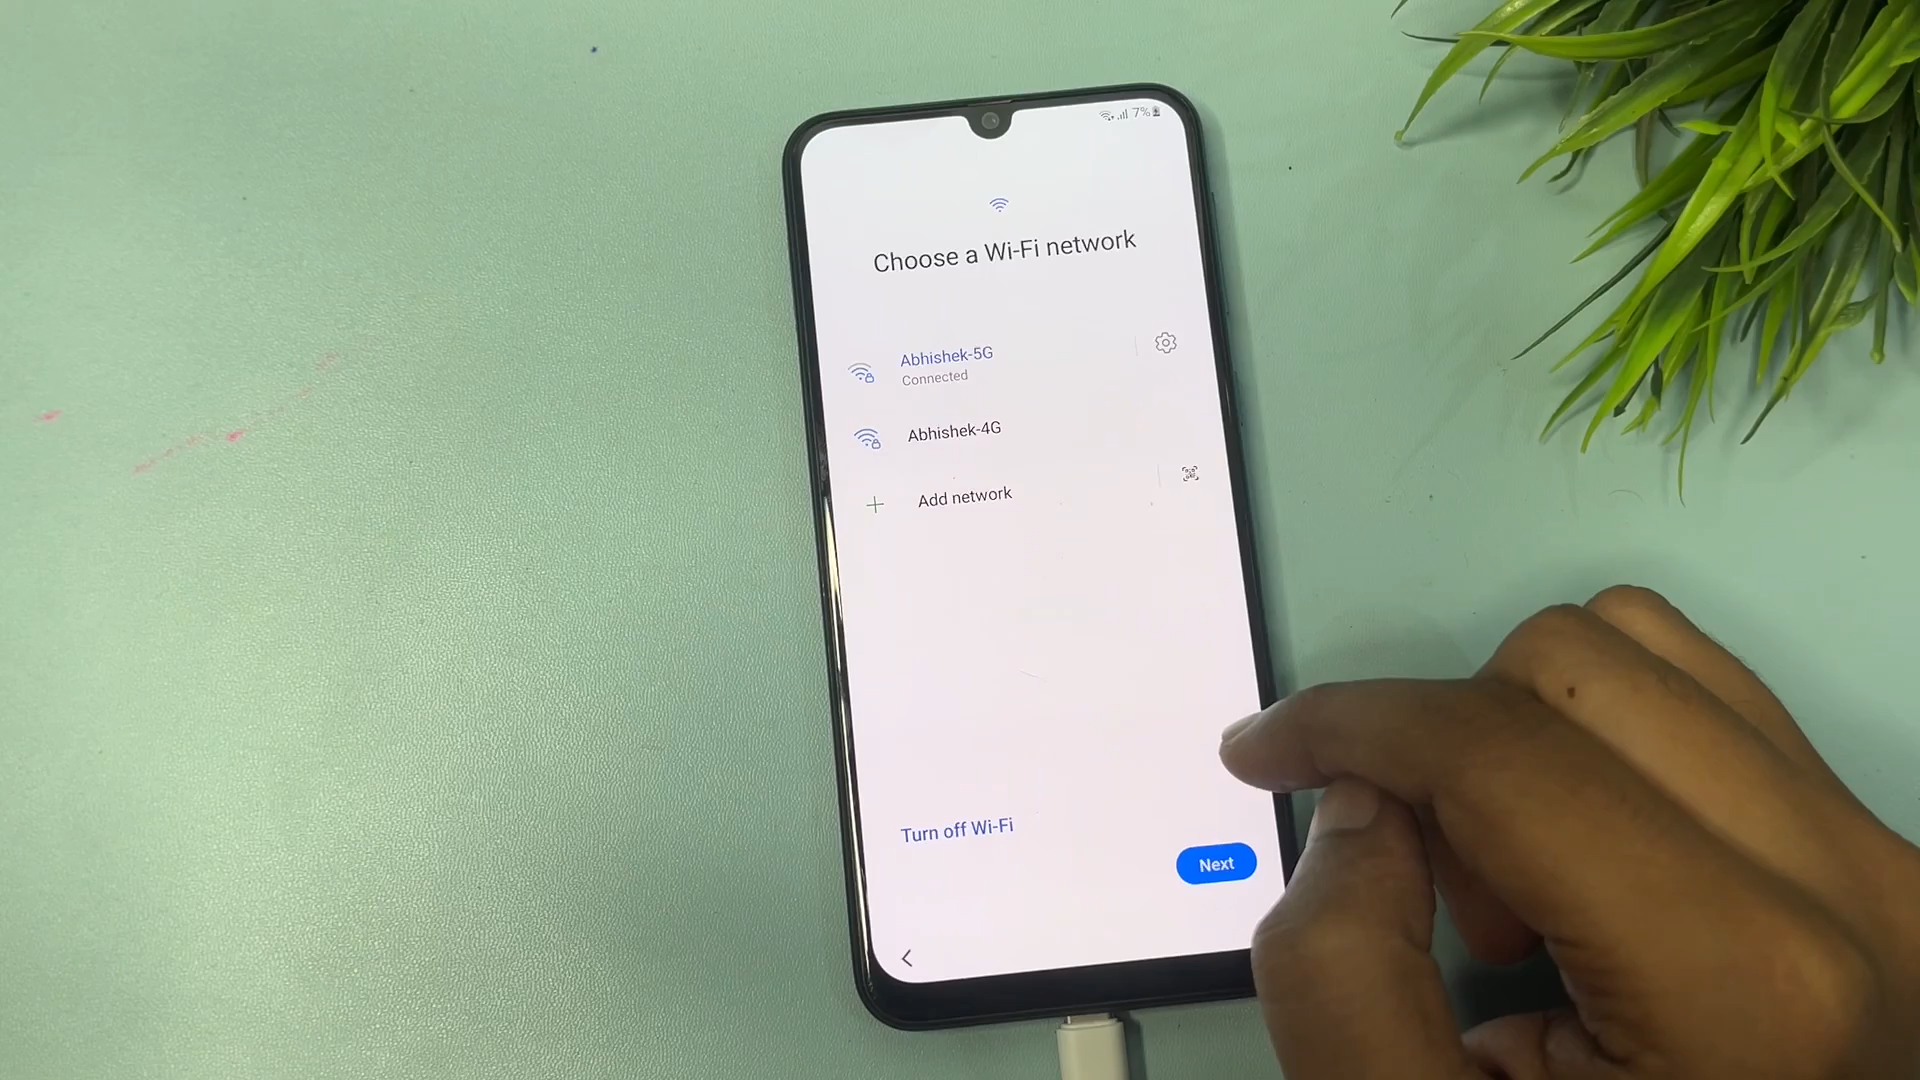 7%
Choose a Wi-Fi network
Abhishek-5G
Connected
Abhishek-4G
Add network
Turn off Wi-Fi
Next